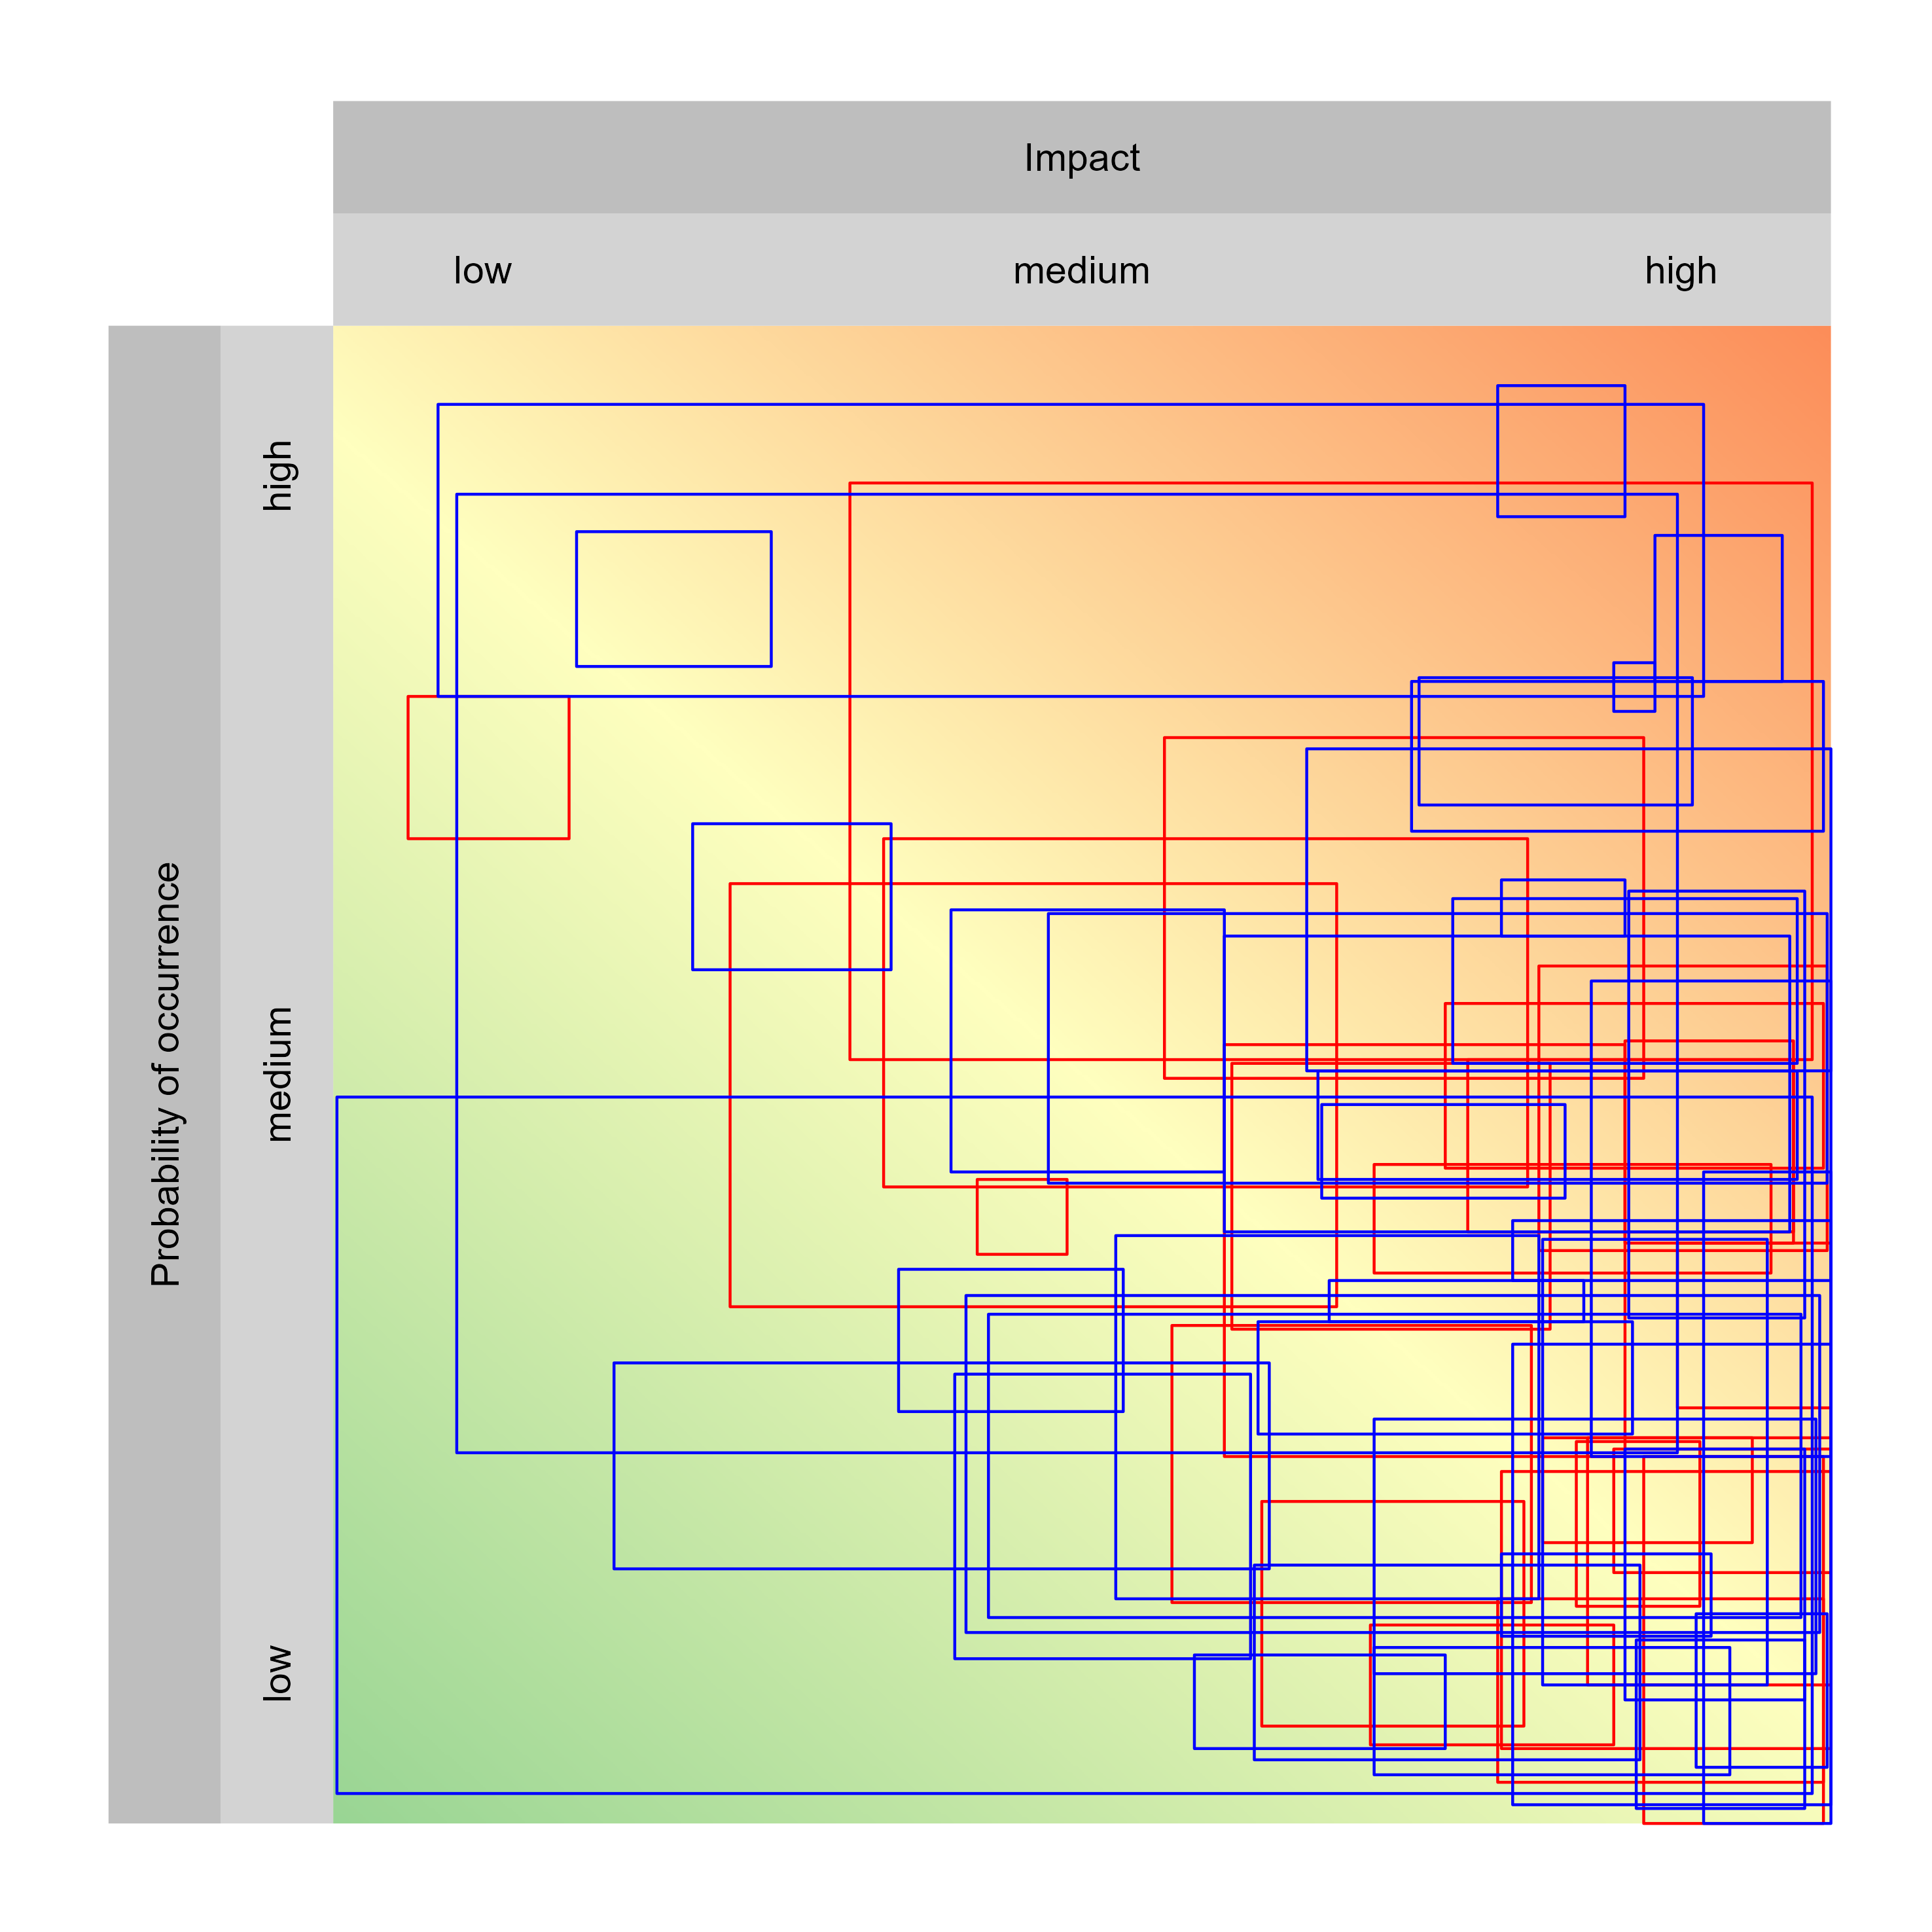 Impact
low
medium
high
Probability of occurrence
high
medium
low